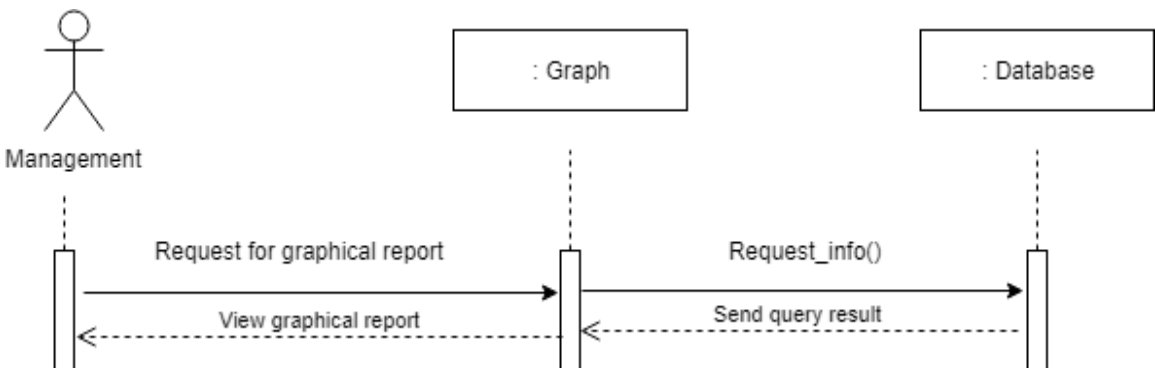 : Graph
: Database
Management
Request for graphical report
Request_info()
View graphical report
Send query result